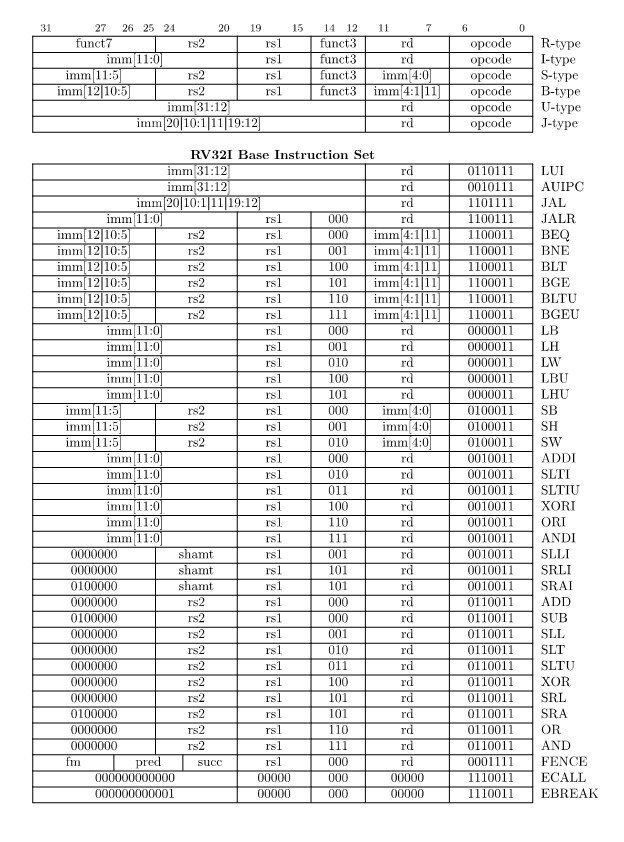 31 27 26 25 24 20 19 15 14 12 11 7 6 0
funct7 rs2 rs1 funct3 rd opcode R-type
imm[11:0] rs1 funct3 rd opcode I-type
imm[11:5] rs2 rs1 funct3 imm[4:0] opcode S-type
imm[12|10:5] rs2 rs1 funct3 imm[4:1|11] opcode B-type
imm[31:12] rd opcode U-type
imm[20|10:1|11|19:12] rd opcode J-type
RV32I Base Instruction Set
imm[31:12] rd 0110111 LUI
imm[31:12] rd 0010111 AUIPC
imm[20|10:1|11|19:12] rd 1101111 JAL
imm[11:0] rs1 000 rd 1100111 JALR
imm[12|10:5] rs2 rs1 000 imm[4:1|11] 1100011 BEQ
imm[12|10:5] rs2 rs1 001 imm[4:1|11] 1100011 BNE
imm[12|10:5] rs2 rs1 100 imm[4:1|11] 1100011 BLT
imm[12|10:5] rs2 rs1 101 imm[4:1|11] 1100011 BGE
imm[12|10:5] rs2 rs1 110 imm[4:1|11] 1100011 BLTU
imm[12|10:5] rs2 rs1 111 imm[4:1|11] 1100011 BGEU
imm[11:0] rs1 000 rd 0000011 LB
imm[11:0] rs1 001 rd 0000011 LH
imm[11:0] rs1 010 rd 0000011 LW
imm[11:0] rs1 100 rd 0000011 LBU
imm[11:0] rs1 101 rd 0000011 LHU
imm[11:5] rs2 rs1 000 imm[4:0] 0100011 SB
imm[11:5] rs2 rs1 001 imm[4:0] 0100011 SH
imm[11:5] rs2 rs1 010 imm[4:0] 0100011 SW
imm[11:0] rs1 000 rd 0010011 ADDI
imm[11:0] rs1 010 rd 0010011 SLTI
imm[11:0] rs1 011 rd 0010011 SLTIU
imm[11:0] rs1 100 rd 0010011 XORI
imm[11:0] rs1 110 rd 0010011 ORI
imm[11:0] rs1 111 rd 0010011 ANDI
0000000 shamt rs1 001 rd 0010011 SLLI
0000000 shamt rs1 101 rd 0010011 SRLI
0100000 shamt rs1 101 rd 0010011 SRAI
0000000 rs2 rs1 000 rd 0110011 ADD
0100000 rs2 rs1 000 rd 0110011 SUB
0000000 rs2 rs1 001 rd 0110011 SLL
0000000 rs2 rs1 010 rd 0110011 SLT
0000000 rs2 rs1 011 rd 0110011 SLTU
0000000 rs2 rs1 100 rd 0110011 XOR
0000000 rs2 rs1 101 rd 0110011 SRL
0100000 rs2 rs1 101 rd 0110011 SRA
0000000 rs2 rs1 110 rd 0110011 OR
0000000 rs2 rs1 111 rd 0110011 AND
fm pred succ rs1 000 rd 0001111 FENCE
000000000000 00000 000 00000 1110011 ECALL
000000000001 00000 000 00000 1110011 EBREAK